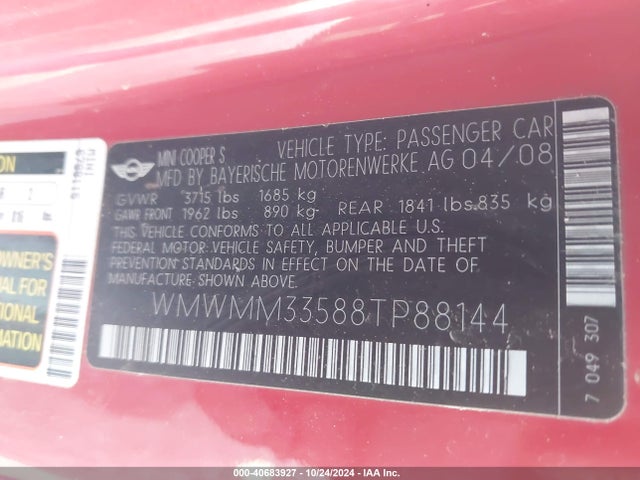 MINI COOPER S
VEHICLE TYPE: PASSENGER CAR
MFD BY BAYERISCHE MOTORENWERKE AG 04/08
GVWR 3715 lbs 1685 kg
GAWR FRONT 1962 lbs 890 kg- REAR 1841 lbs.835 kg
THIS VEHICLE CONFORMS TO ALL APPLICABLE U.S.
FEDERAL MOTOR VEHICLE SAFETY, BUMPER AND THEFT
PREVENTION STANDARDS IN EFFECT ON THE DATE OF
MANUFACTURE SHOWN ABOVE.
WMWMM33588TP88144
7 049 307
ION
2
OWNER'S
AL FOR
TIONAL
MATION
000-40683927 • 10/24/2024 • IAA Inc.